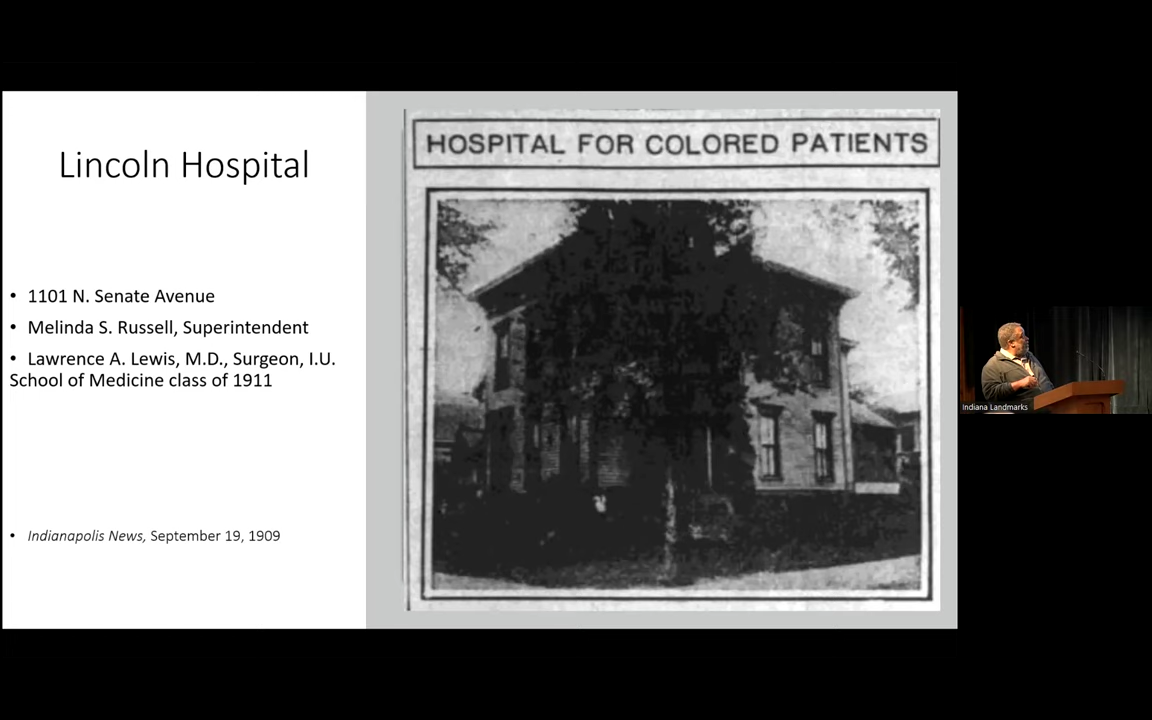 Lincoln Hospital
• 1101 N. Senate Avenue
• Melinda S. Russell, Superintendent
• Lawrence A. Lewis, M.D., Surgeon, I.U.
School of Medicine class of 1911
• Indianapolis News, September 19, 1909
HOSPITAL FOR COLORED PATIENTS
Indiana Landmarks